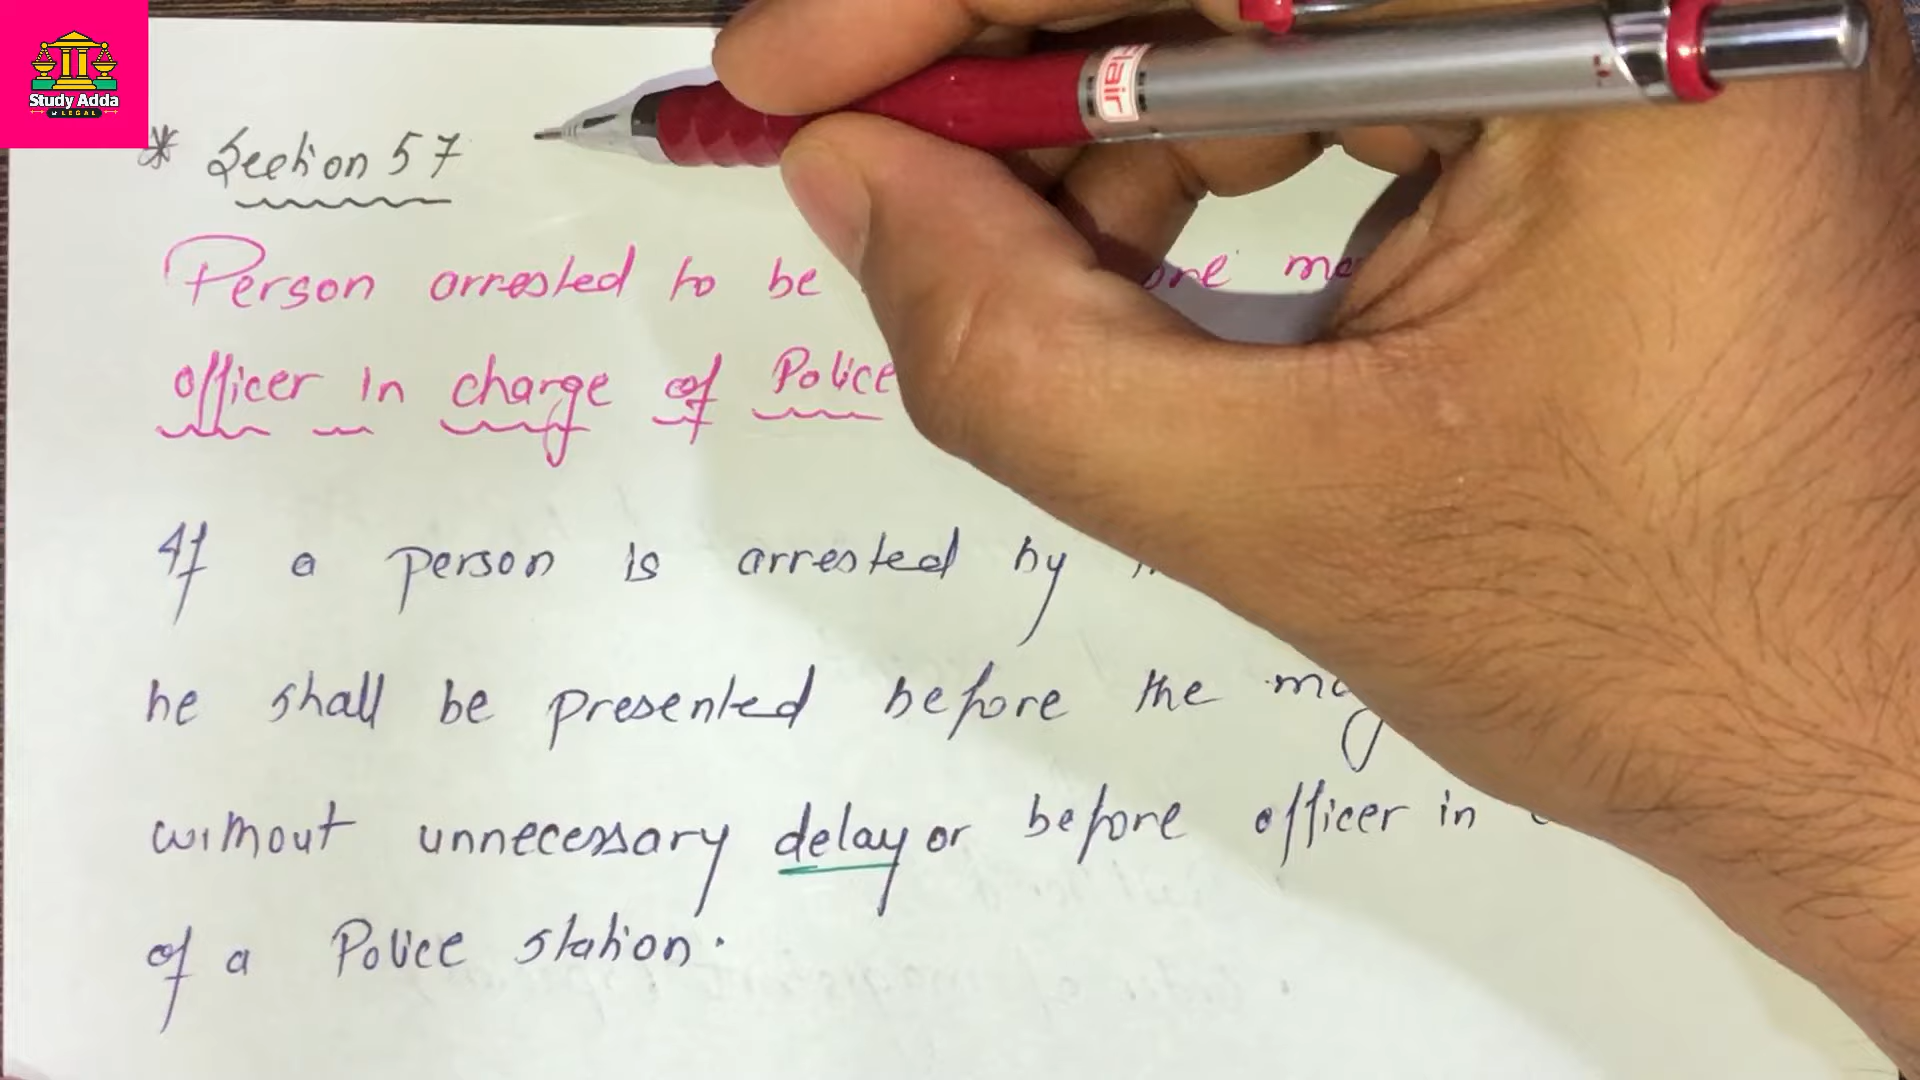 Study Adda
LEGAL
* Section 57
Person arrested to be
officer in charge of Police
If a person is arrested by
he shall be presented before the
without unnecessary delay or before officer in
of a Police station.
flair